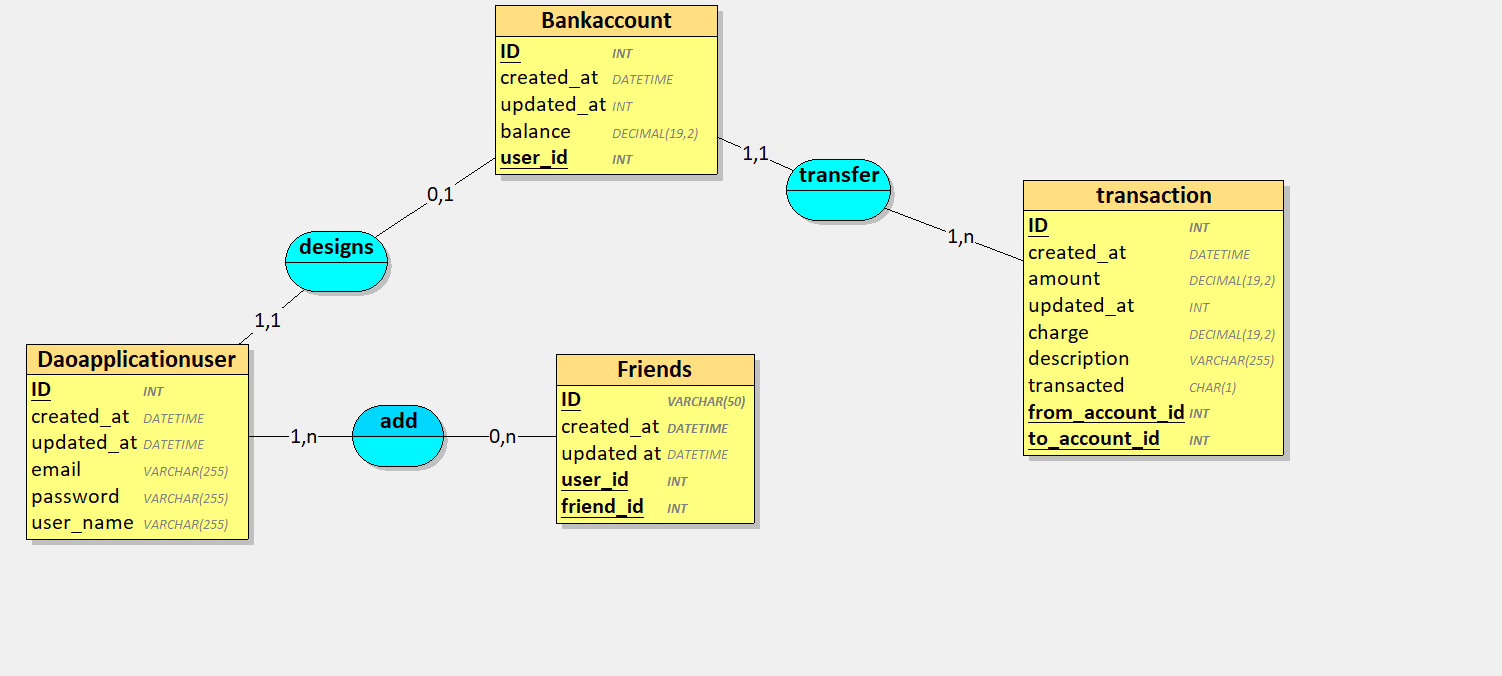 Bankaccount
ID INT
created_at DATETIME
updated_at INT
balance DECIMAL(19,2)
user_id INT
1,1
transfer
0,1
transaction
ID INT
created_at DATETIME
amount DECIMAL(19,2)
updated_at INT
charge DECIMAL(19,2)
description VARCHAR(255)
transacted CHAR(1)
from_account_id INT
to_account_id INT
1,n
designs
1,1
Daoapplicationuser
ID INT
created_at DATETIME
updated_at DATETIME
email VARCHAR(255)
password VARCHAR(255)
user_name VARCHAR(255)
1,n
add
0,n
Friends
ID VARCHAR(50)
created_at DATETIME
updated at DATETIME
user_id INT
friend_id INT